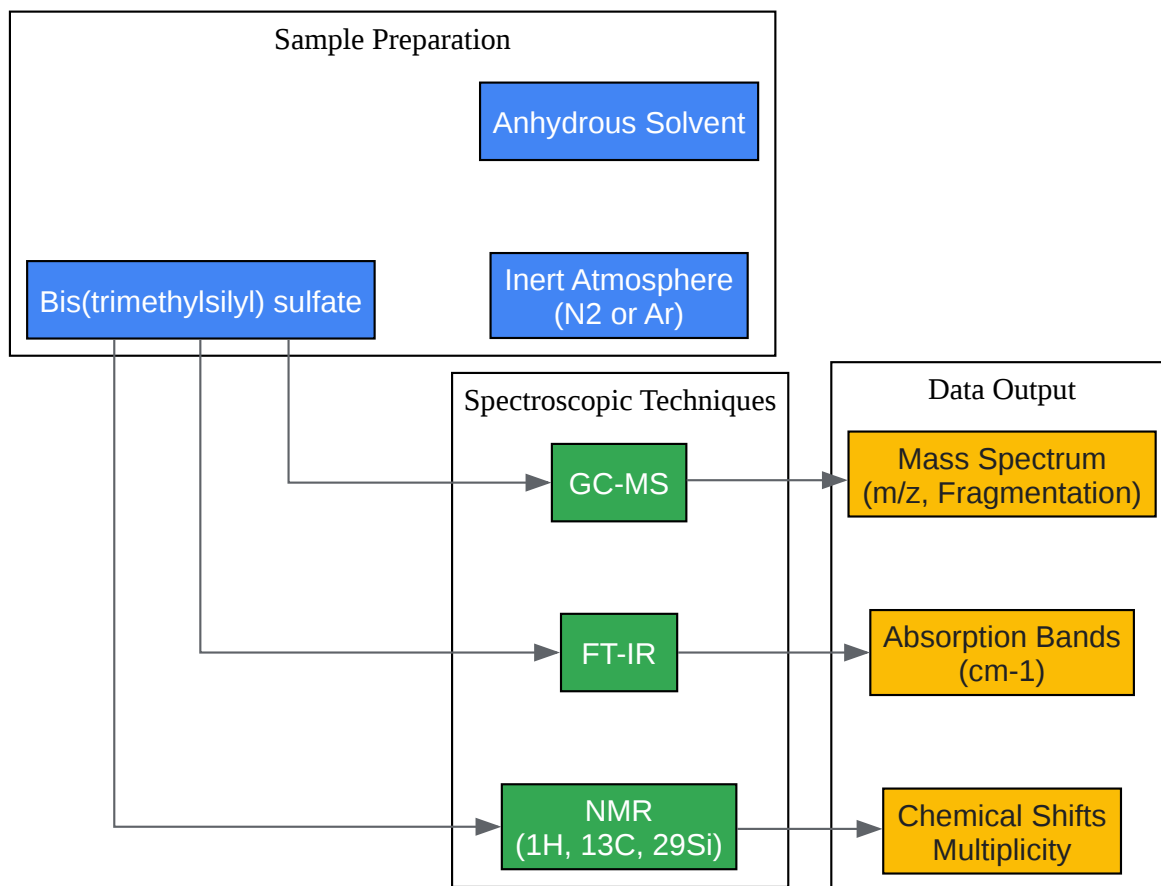 Sample Preparation
Anhydrous Solvent
Bis(trimethylsilyl) sulfate
Inert Atmosphere
(N2 or Ar)
Spectroscopic Techniques
GC-MS
FT-IR
NMR
(1H, 13C, 29Si)
Data Output
Mass Spectrum
(m/z, Fragmentation)
Absorption Bands
(cm-1)
Chemical Shifts
Multiplicity